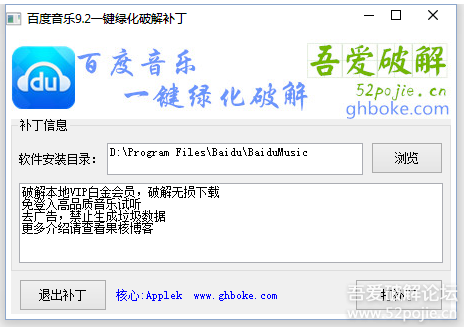 百度音乐9.2一键绿化破解补丁
du
百度音乐
一键绿化破解
吾爱破解
52pojie.cn
ghboke.com
补丁信息
软件安装目录:
D:\Program Files\Baidu\BaiduMusic
浏览
破解本地VIP白金会员，破解无损下载
免登入高品质音乐试听
去广告，禁止生成垃圾数据
更多介绍请查看果核博客
退出补丁
核心:Applek www.ghboke.com
打补丁
吾爱破解论坛
www.52pojie.cn